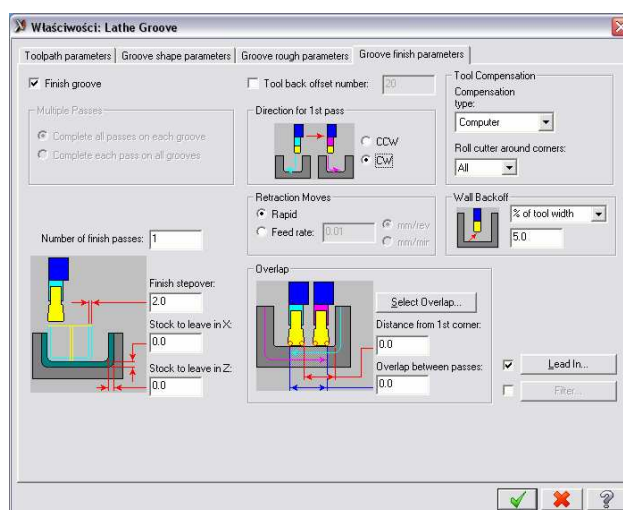 Właściwości: Lathe Groove
Toolpath parameters
Groove shape parameters
Groove rough parameters
Groove finish parameters
Finish groove
Tool back offset number:
20
Tool Compensation
Compensation
type:
Computer
Roll cutter around corners:
All
Multiple Passes
Complete all passes on each groove
Complete each pass on all grooves
Direction for 1st pass
CCW
CW
Retraction Moves
Rapid
Feed rate:
0.01
mm/rev
mm/min
Wall Backoff
% of tool width
5.0
Number of finish passes:
1
Finish stepover:
2.0
Stock to leave in X:
0.0
Stock to leave in Z:
0.0
Overlap
Select Overlap...
Distance from 1st corner:
0.0
Overlap between passes:
0.0
Lead In...
Filter...